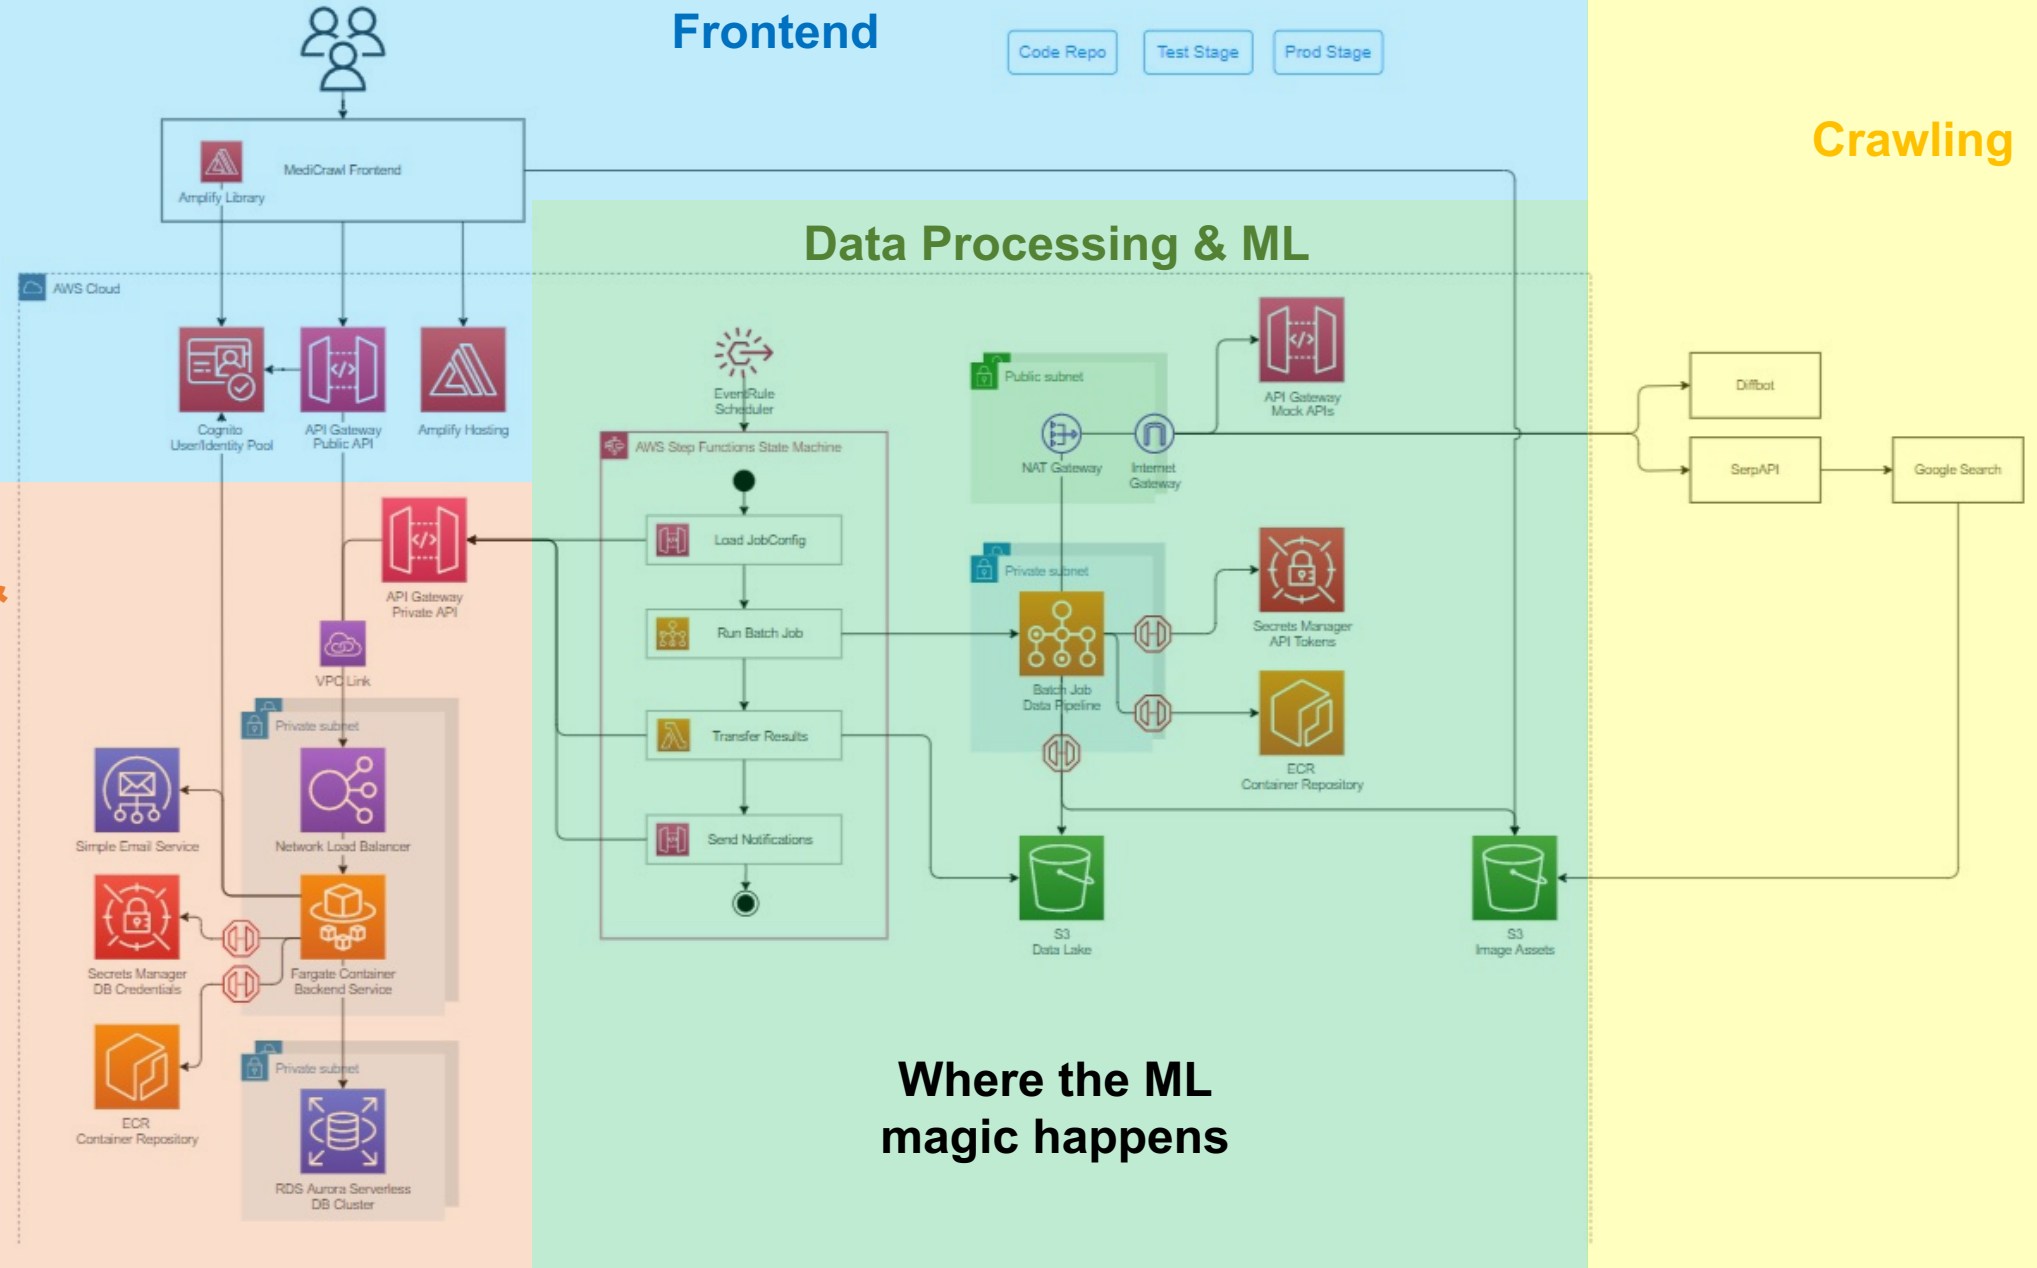 Frontend
Code Repo
Test Stage
Prod Stage
Crawling
MediCrawl Frontend
Amplify Library
Data Processing & ML
AWS Cloud
Cognito
User/Identity Pool
API Gateway
Public API
Amplify Hosting
EventRule
Scheduler
Public subnet
NAT Gateway
Internet
Gateway
API Gateway
Mock APIs
Diffbot
SerpAPI
Google Search
AWS Step Functions State Machine
Load JobConfig
Run Batch Job
Transfer Results
Send Notifications
&
API Gateway
Private API
VPC Link
Private subnet
Batch Job
Data Pipeline
Secrets Manager
API Tokens
ECR
Container Repository
Private subnet
Simple Email Service
Network Load Balancer
Secrets Manager
DB Credentials
Fargate Container
Backend Service
S3
Data Lake
S3
Image Assets
ECR
Container Repository
Private subnet
RDS Aurora Serverless
DB Cluster
Where the ML
magic happens